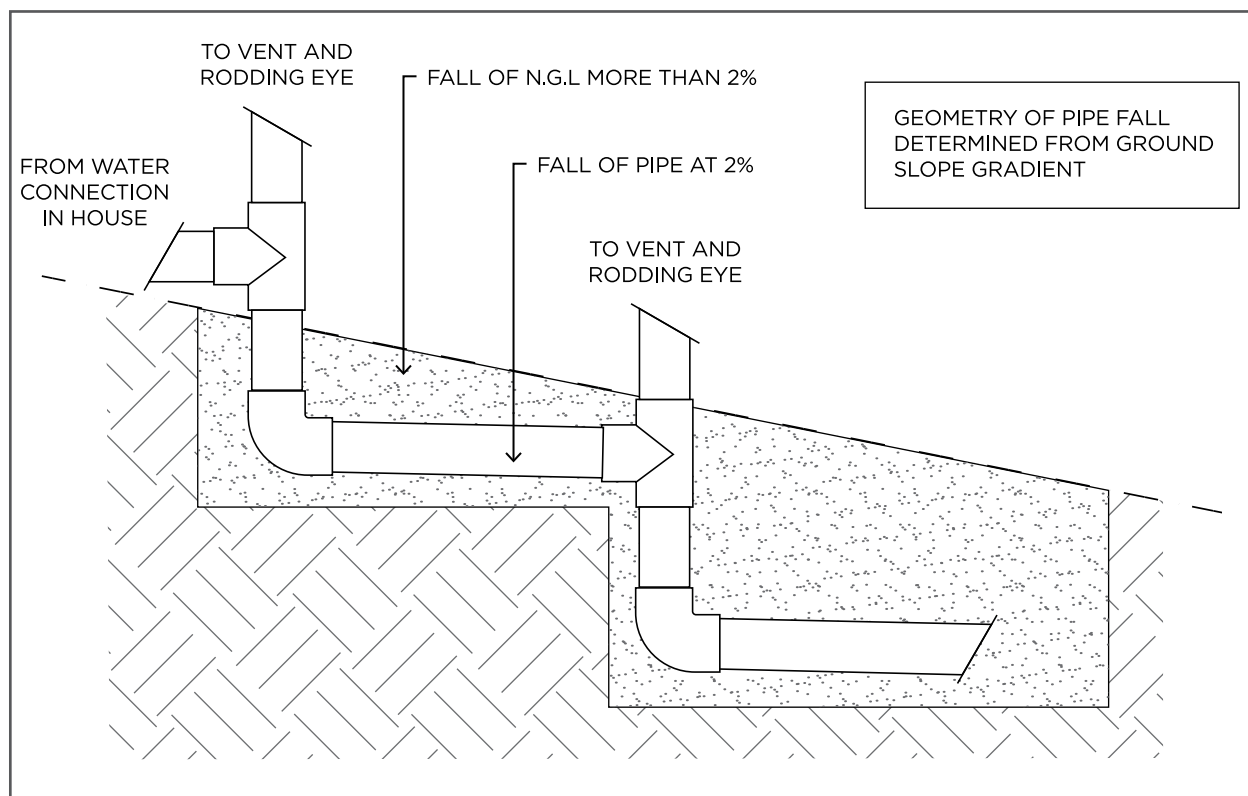 TO VENT AND
RODDING EYE
FALL OF N.G.L MORE THAN 2%
GEOMETRY OF PIPE FALL
DETERMINED FROM GROUND
SLOPE GRADIENT
FROM WATER
CONNECTION
IN HOUSE
FALL OF PIPE AT 2%
TO VENT AND
RODDING EYE